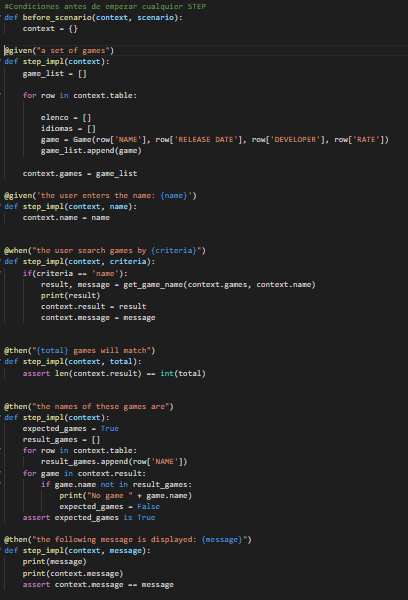 #Condiciones antes de empezar cualquier STEP
def before_scenario(context, scenario):
    context = {}

@given("a set of games")
def step_impl(context):
    game_list = []

    for row in context.table:

        elenco = []
        idiomas = []
        game = Game(row['NAME'], row['RELEASE DATE'], row['DEVELOPER'], row['RATE'])
        game_list.append(game)

    context.games = game_list

@given('the user enters the name: {name}')
def step_impl(context, name):
    context.name = name


@when("the user search games by {criteria}")
def step_impl(context, criteria):
    if(criteria == 'name'):
        result, message = get_game_name(context.games, context.name)
        print(result)
        context.result = result
        context.message = message


@then("{total} games will match")
def step_impl(context, total):
    assert len(context.result) == int(total)


@then("the names of these games are")
def step_impl(context):
    expected_games = True
    result_games = []
    for row in context.table:
        result_games.append(row['NAME'])
    for game in context.result:
        if game.name not in result_games:
            print("No game " + game.name)
            expected_games = False
    assert expected_games is True

@then("the following message is displayed: {message}")
def step_impl(context, message):
    print(message)
    print(context.message)
    assert context.message == message